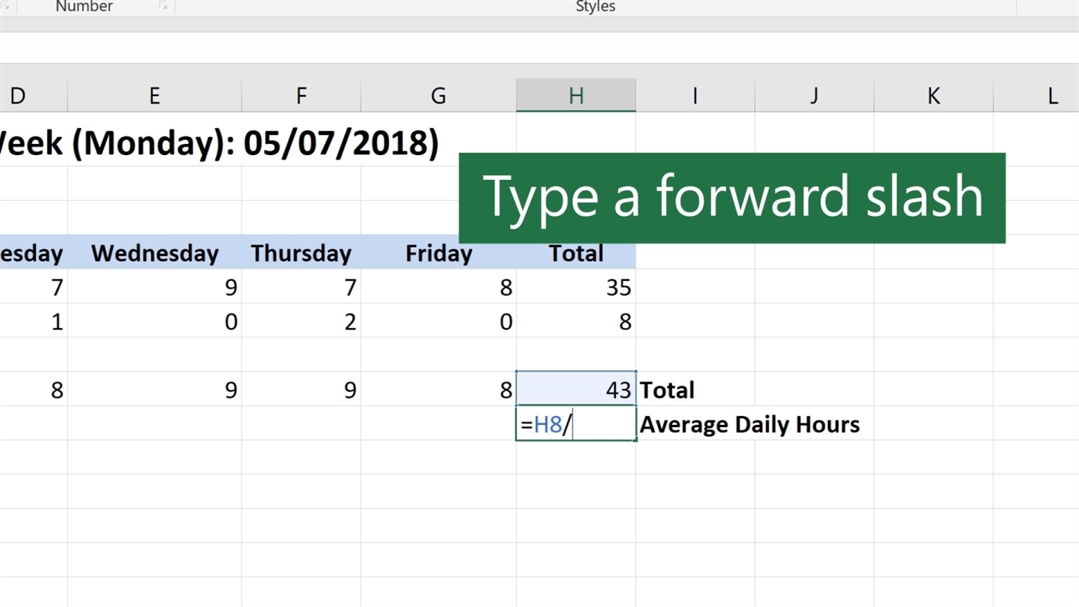 Number Styles
D E F G H I J K L
eek (Monday): 05/07/2018)
Type a forward slash
esday Wednesday Thursday Friday Total
7 9 7 8 35
1 0 2 0 8
8 9 9 8 43 Total
=H8/ Average Daily Hours